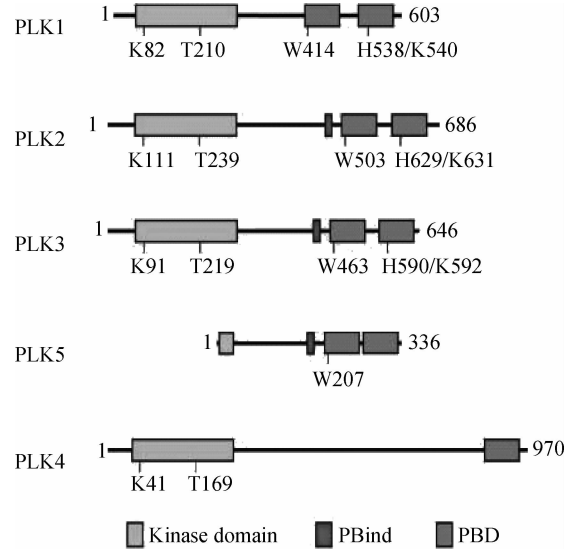 PLK1 1 603
K82 T210 W414 H538/K540
PLK2 1 686
K111 T239 W503 H629/K631
PLK3 1 646
K91 T219 W463 H590/K592
PLK5 1 336
W207
PLK4 1 970
K41 T169
Kinase domain PBind PBD